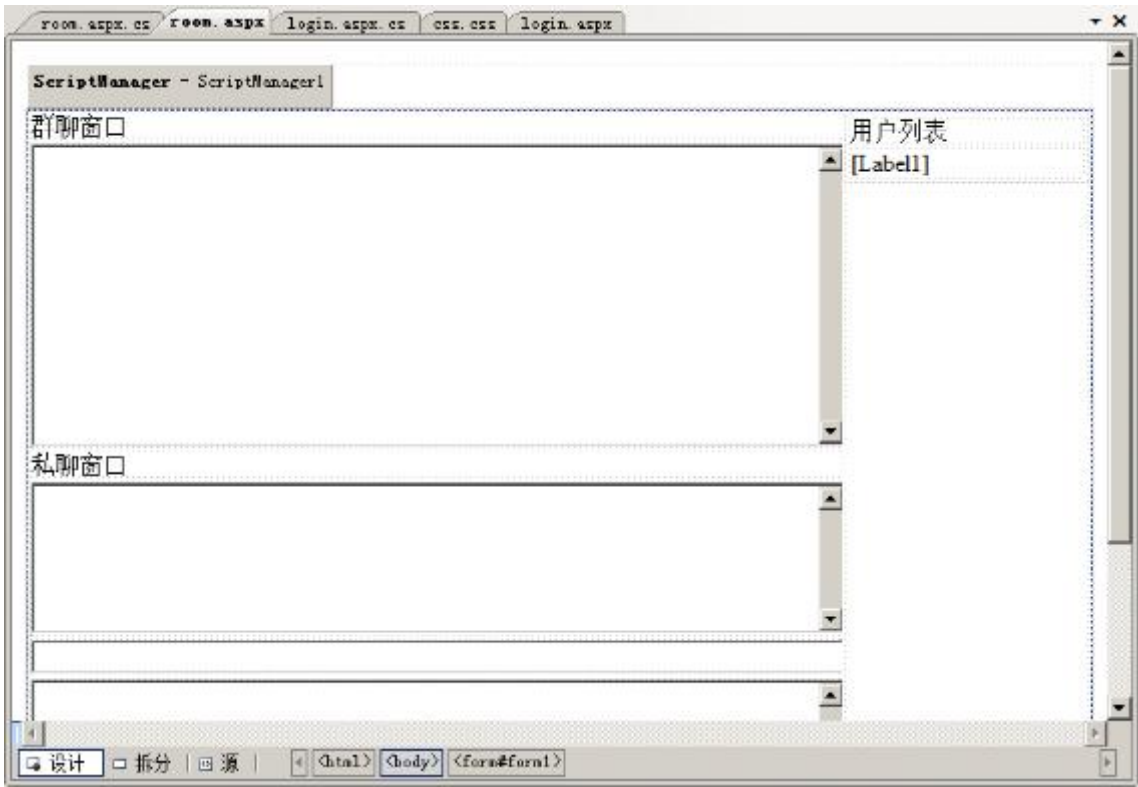 room.aspx.cs room.aspx login.aspx.cs css.css login.aspx
ScriptManager - ScriptManager1
群聊窗口
用户列表
[Label1]
私聊窗口
设计 拆分 源 <html> <body> <form#form1>